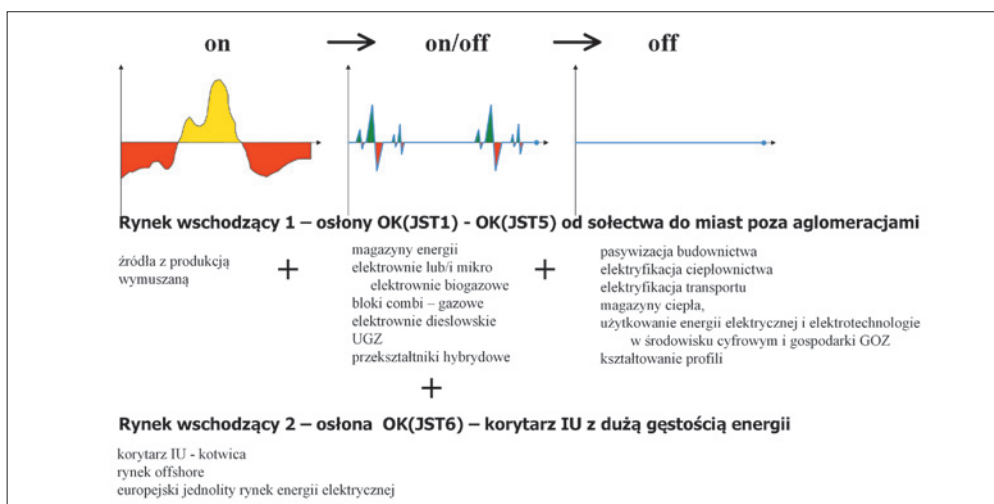 on → on/off → off
Rynek wschodzący 1 – osłony OK(JST1) - OK(JST5) od sołectwa do miast poza aglomeracjami
źródła z produkcją
wymuszaną
+
magazyny energii
elektrownie lub/i mikro
elektrownie biogazowe
bloki combi – gazowe
elektrownie dieslowskie
UGZ
przekształtniki hybrydowe
+
pasywizacja budownictwa
elektryfikacja ciepłownictwa
elektryfikacja transportu
magazyny ciepła,
użytkowanie energii elektrycznej i elektrotechnologie
w środowisku cyfrowym i gospodarki GOZ
kształtowanie profili
+
Rynek wschodzący 2 – osłona OK(JST6) – korytarz IU z dużą gęstością energii
korytarz IU - kotwica
rynek offshore
europejski jednolity rynek energii elektrycznej